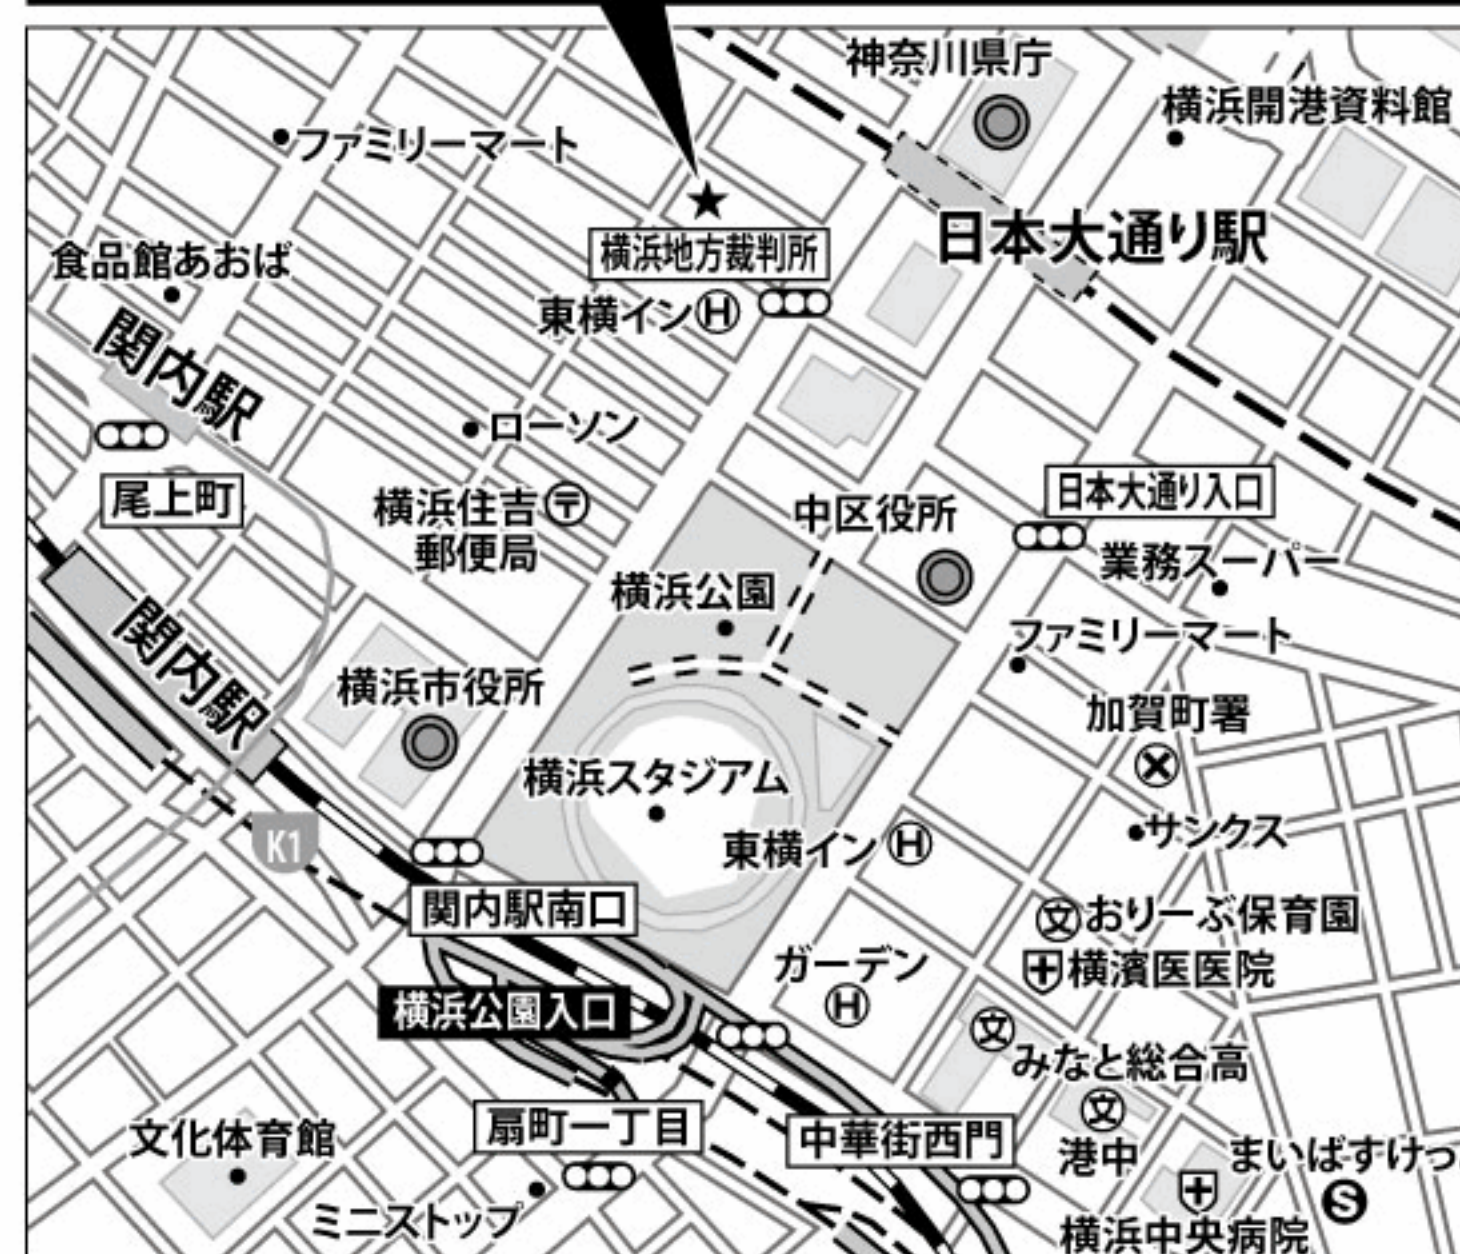 神奈川県庁
横浜開港資料館
ファミリーマート
日本大通り駅
横浜地方裁判所
食品館あおば
東横イン H
関内駅
ローソン
尾上町
日本大通り入口
横浜住吉 〒
郵便局
中区役所
業務スーパー
横浜公園
ファミリーマート
関内駅
横浜市役所
加賀町署
横浜スタジアム
サンクス
K1
東横イン H
関内駅南口
文 おりーぶ保育園
横濱医医院
ガーデン
H
横浜公園入口
文
みなと総合高
文
港中
扇町一丁目
中華街西門
文化体育館
まいばすけっ
S
ミニストップ
横浜中央病院